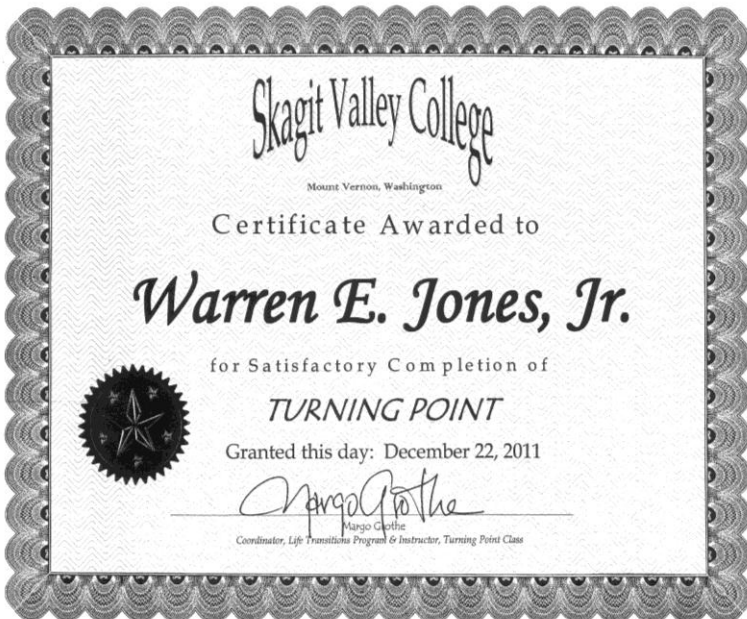 Skagit Valley College
Mount Vernon, Washington
Certificate Awarded to
Warren E. Jones, Jr.
for Satisfactory Completion of
TURNING POINT
Granted this day: December 22, 2011
Margo Grothe
Margo Grothe
Coordinator, Life Transitions Program & Instructor, Turning Point Class